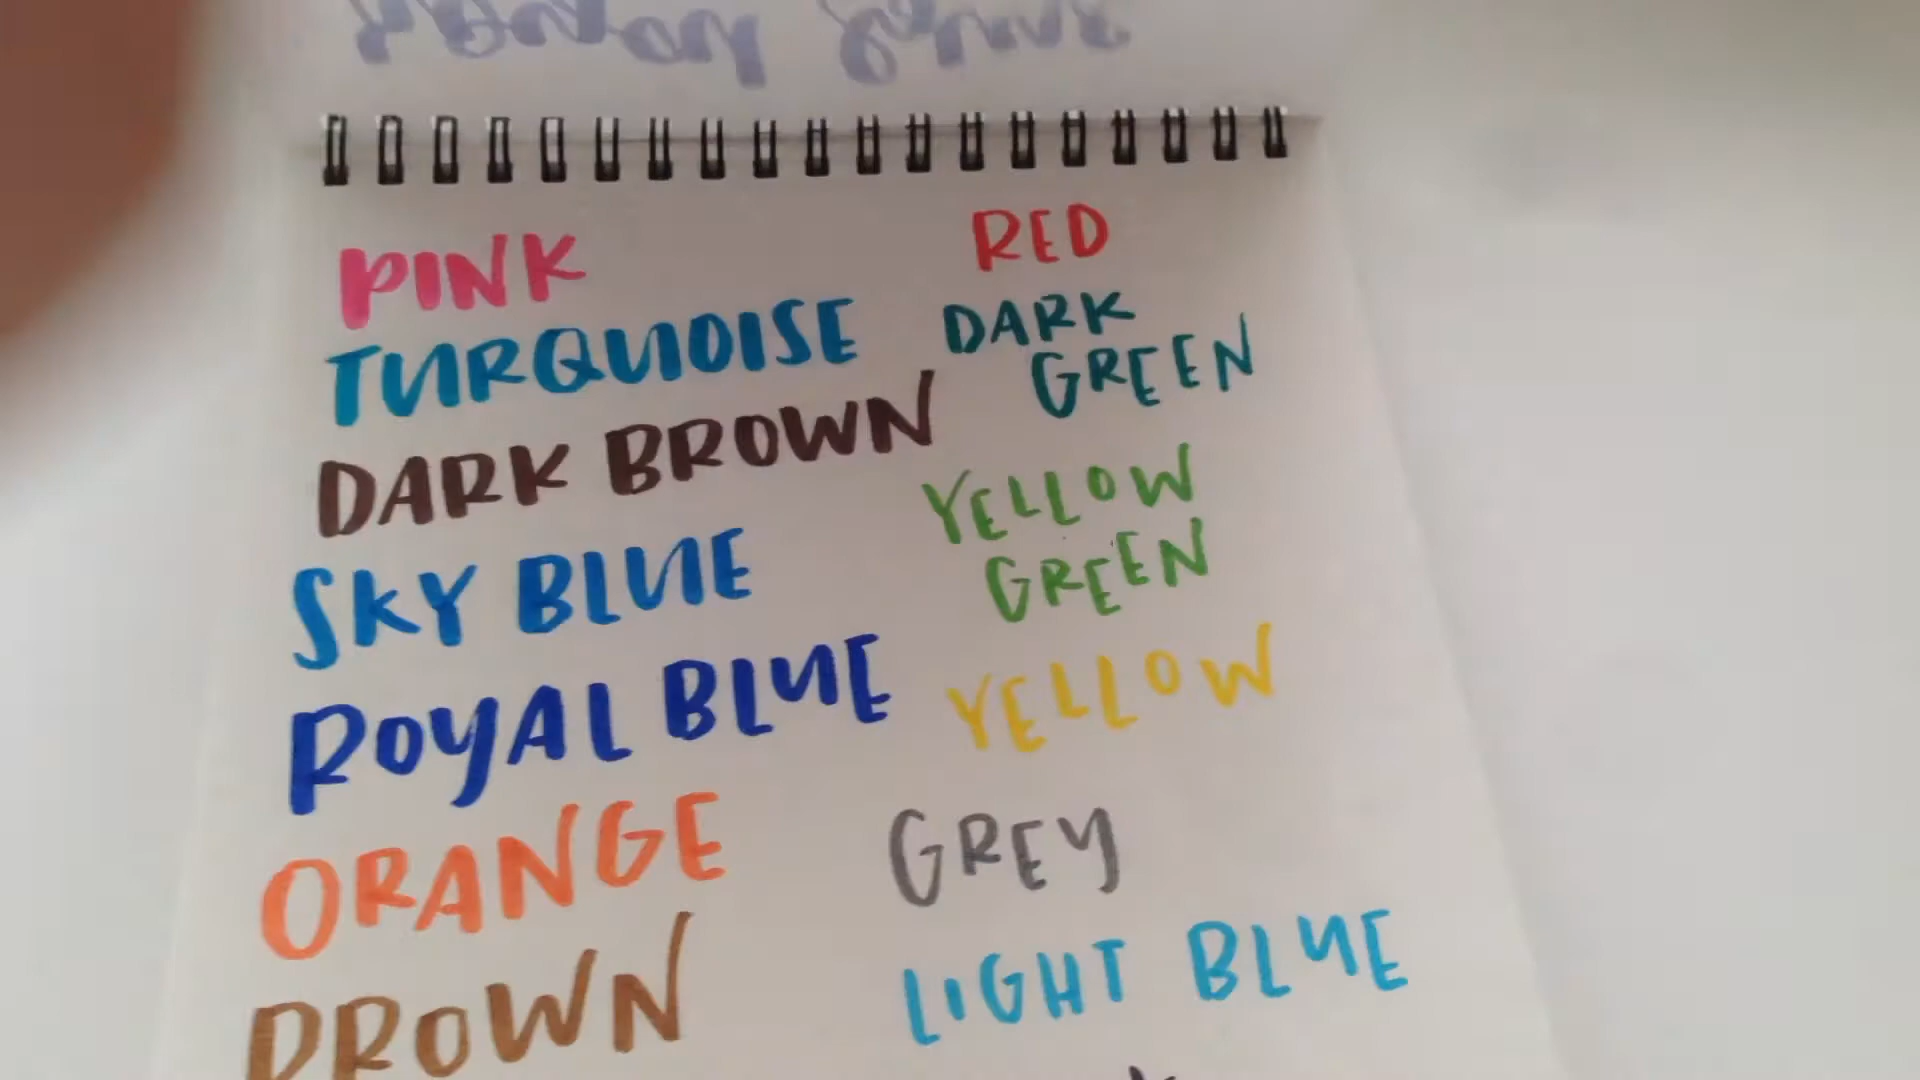 PINK
TURQUOISE
DARK BROWN
SKY BLUE
ROYAL BLUE
ORANGE
BROWN
RED
DARK
GREEN
YELLOW
GREEN
YELLOW
GREY
LIGHT BLUE